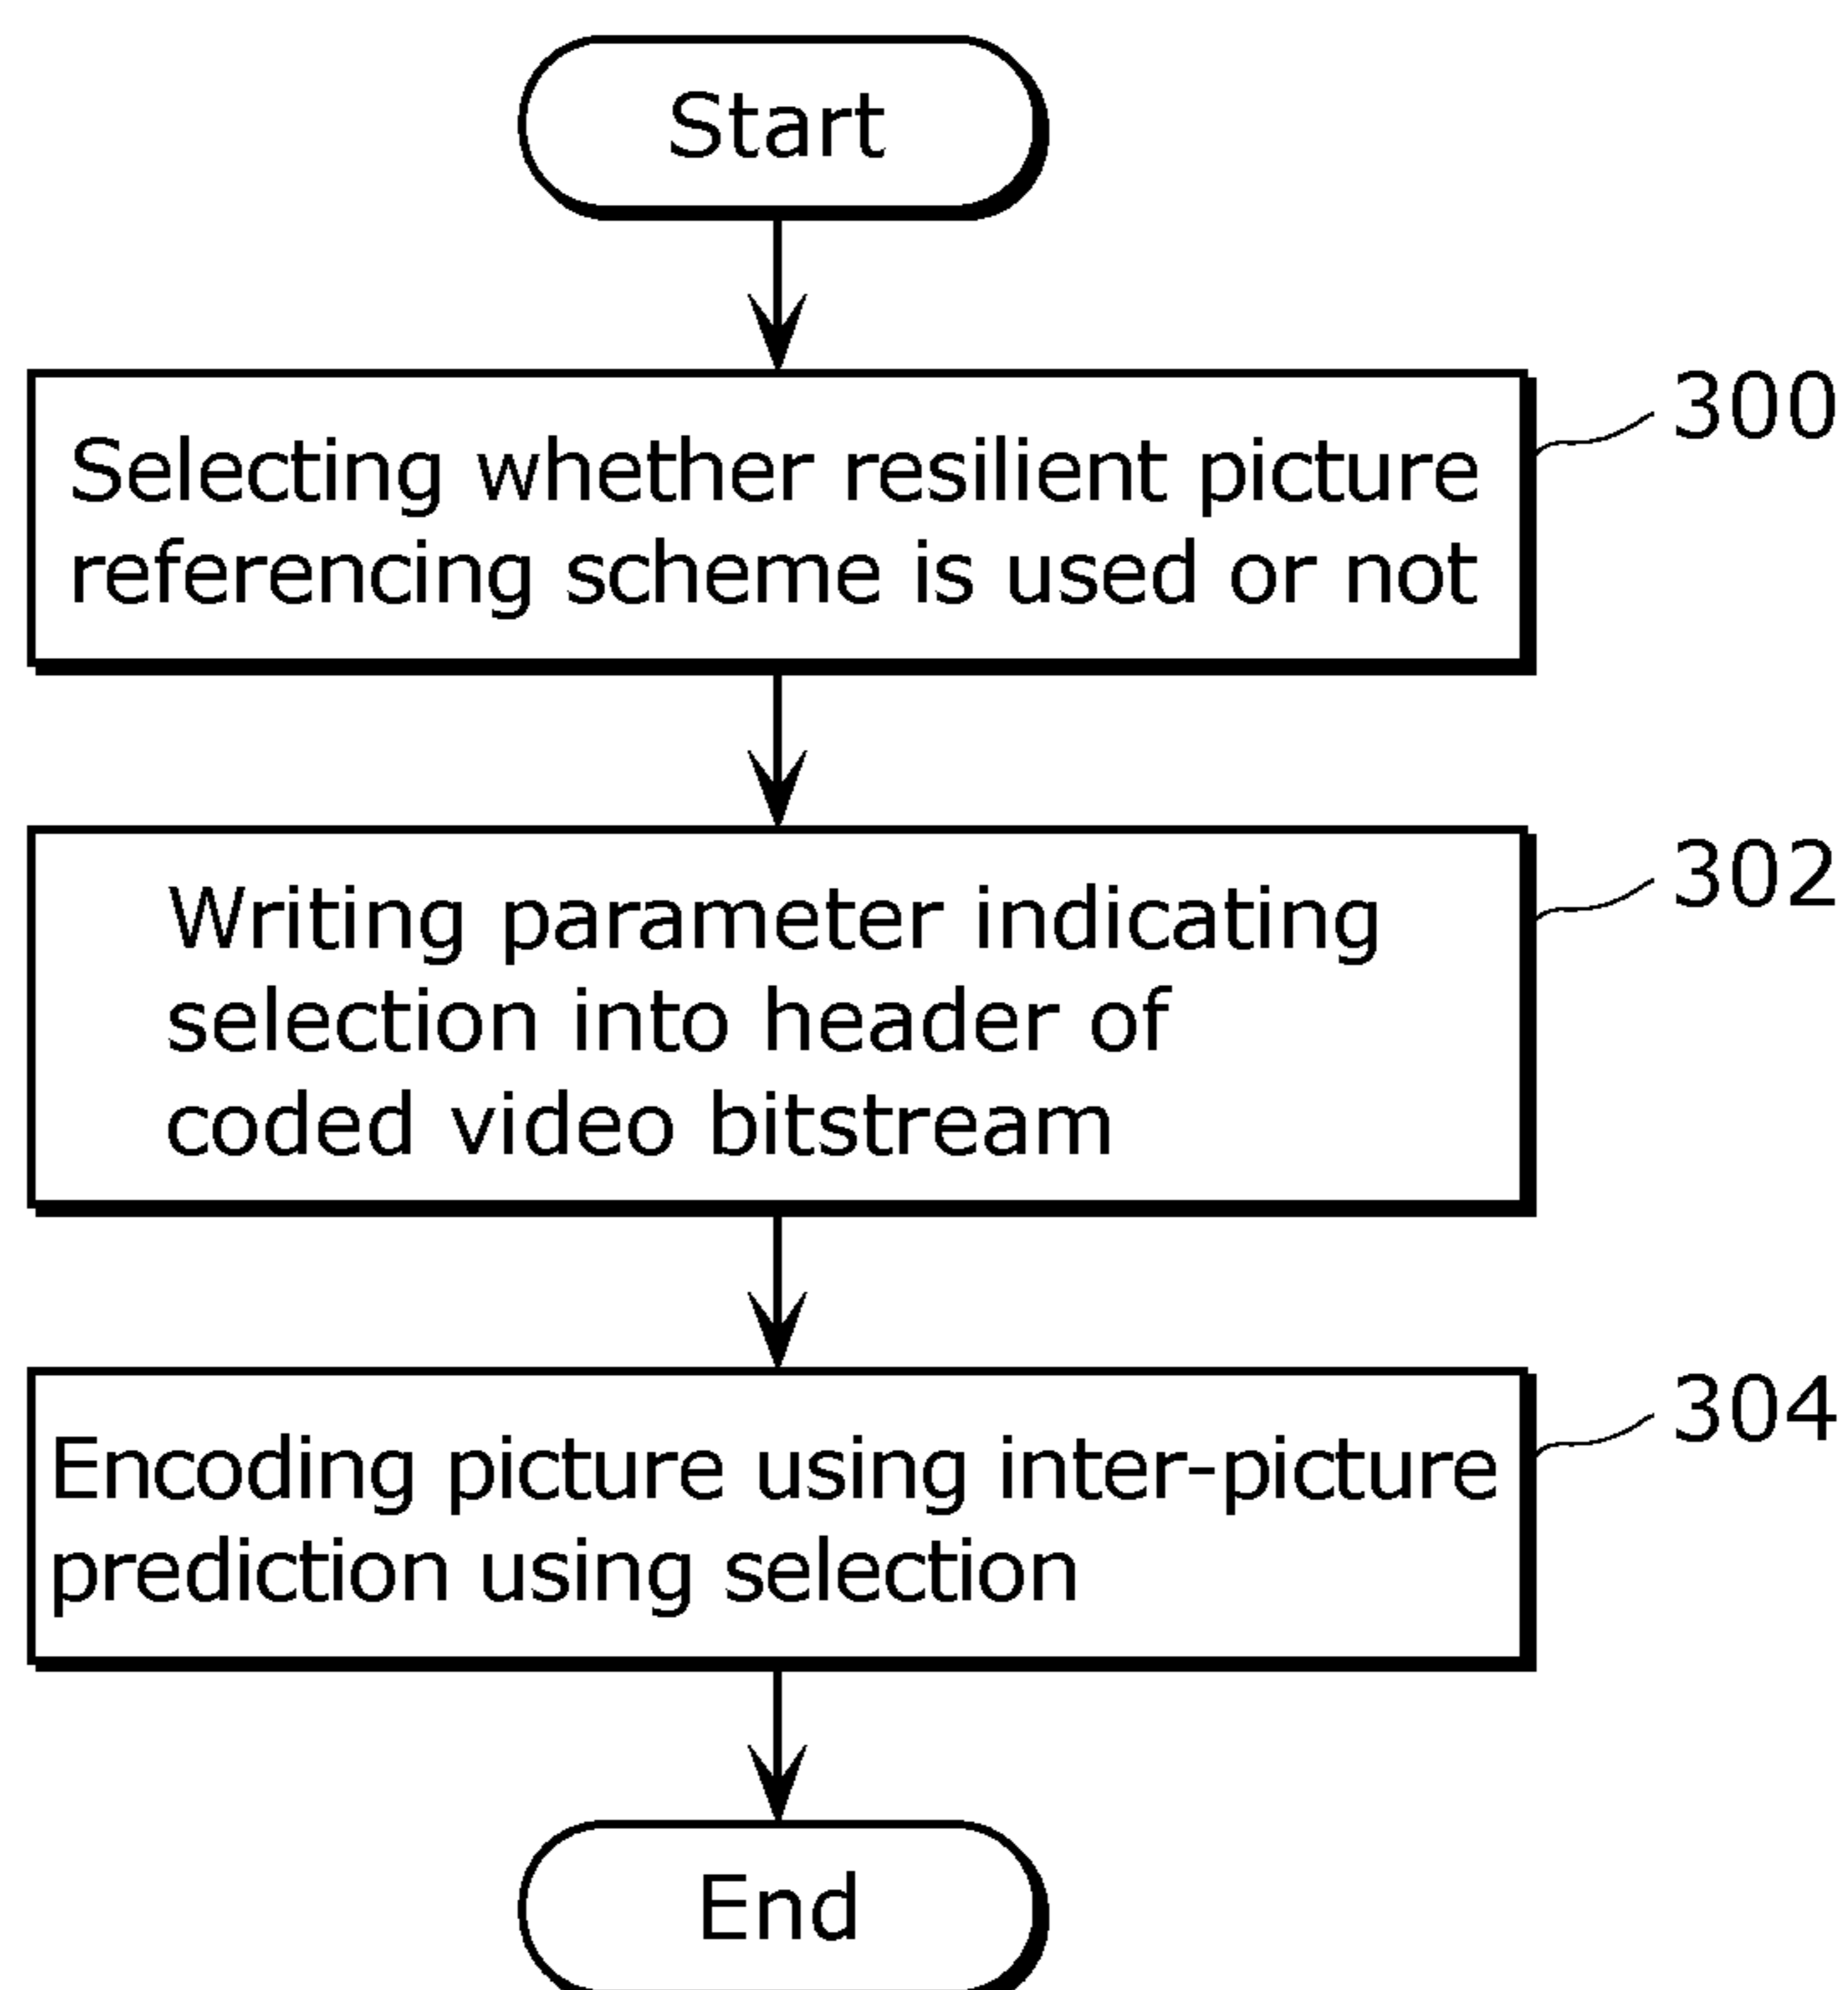 Start
Selecting whether resilient picture
referencing scheme is used or not
300
Writing parameter indicating
selection into header of
coded video bitstream
302
Encoding picture using inter-picture
prediction using selection
304
End